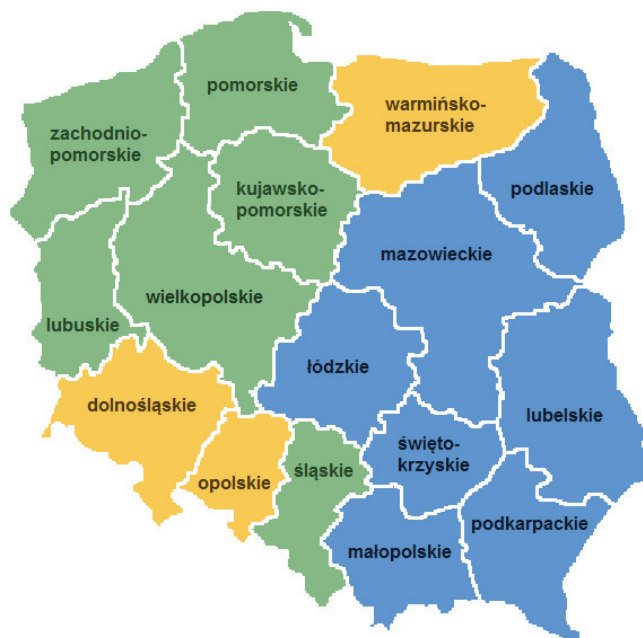 pomorskie
warmińsko-
mazurskie
zachodnio-
pomorskie
kujawsko-
pomorskie
podlaskie
mazowieckie
wielkopolskie
lubuskie
łódzkie
dolnośląskie
lubelskie
święto-
krzyskie
śląskie
opolskie
podkarpackie
małopolskie